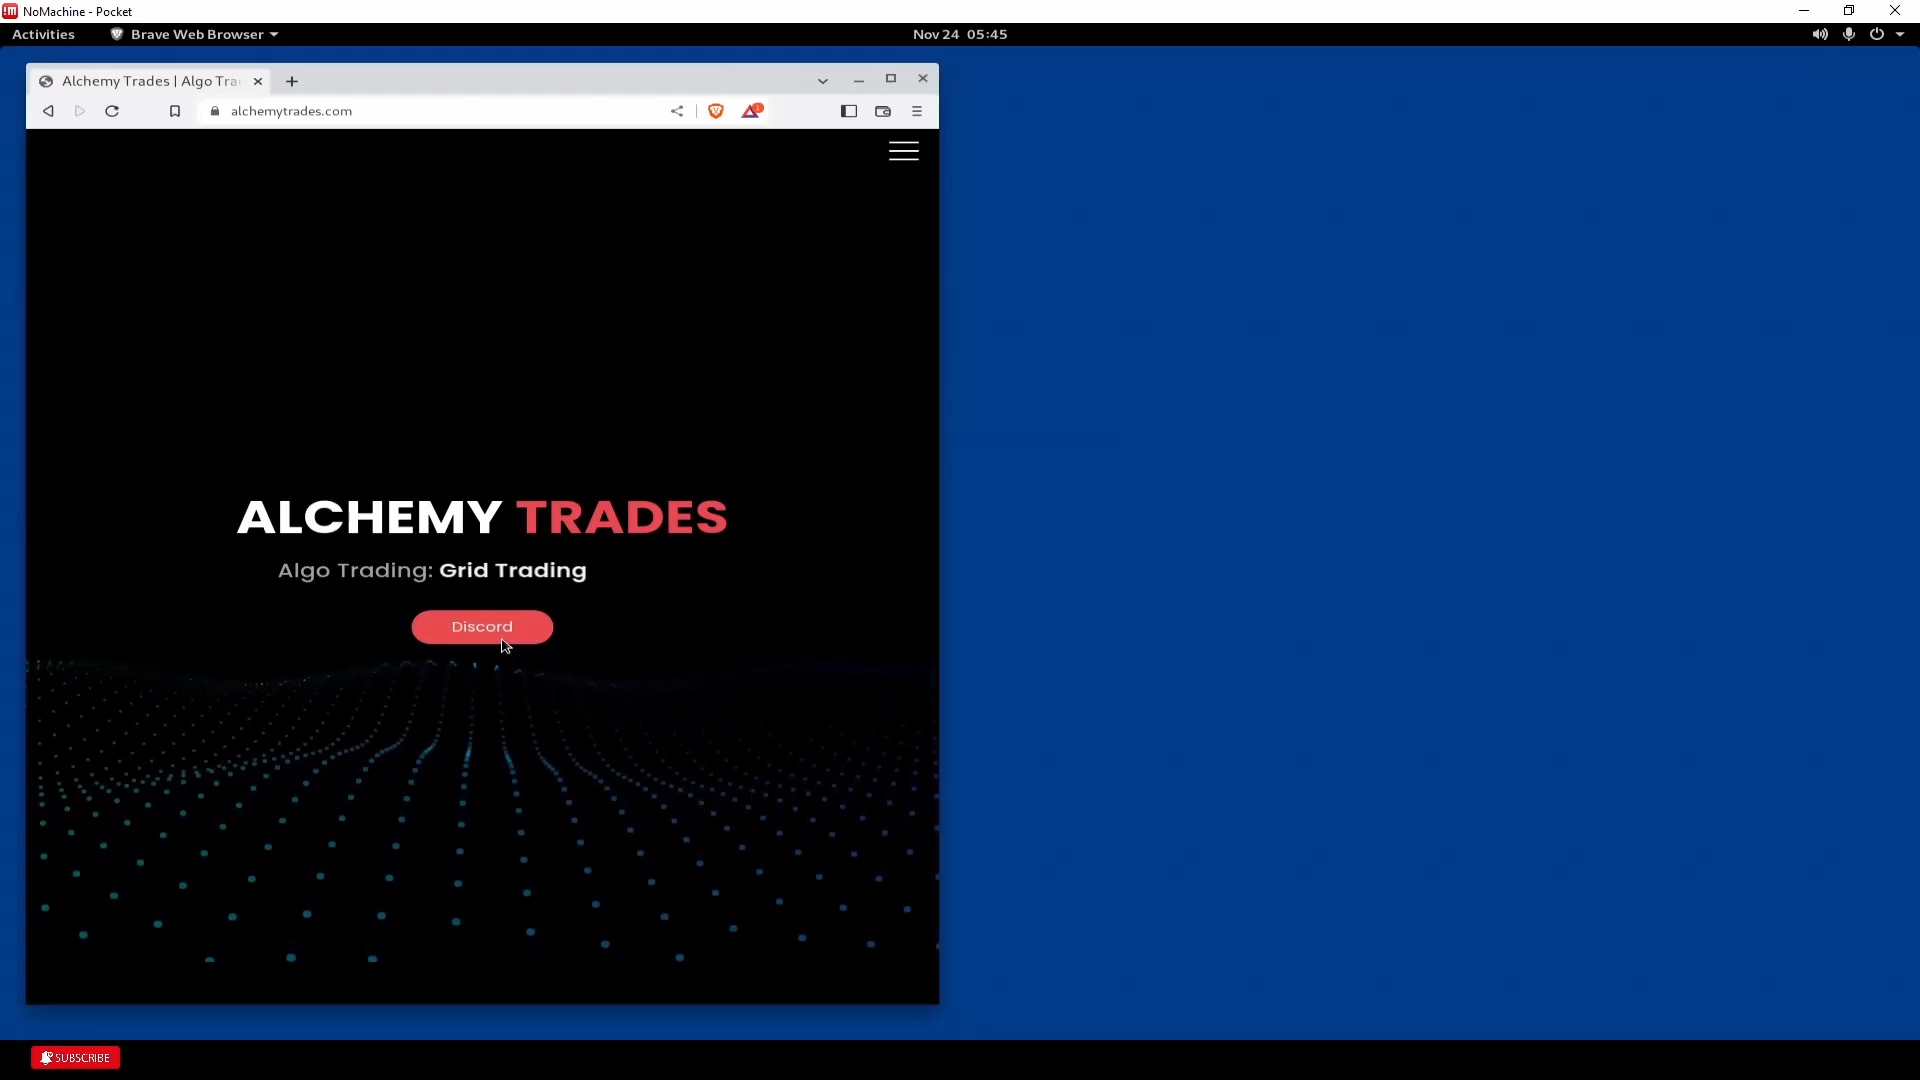 NoMachine - Pocket
Activities Brave Web Browser Nov 24 05:45
Alchemy Trades | Algo Tra
alchemytrades.com
ALCHEMY TRADES
Algo Trading: Grid Trading
Discord
SUBSCRIBE